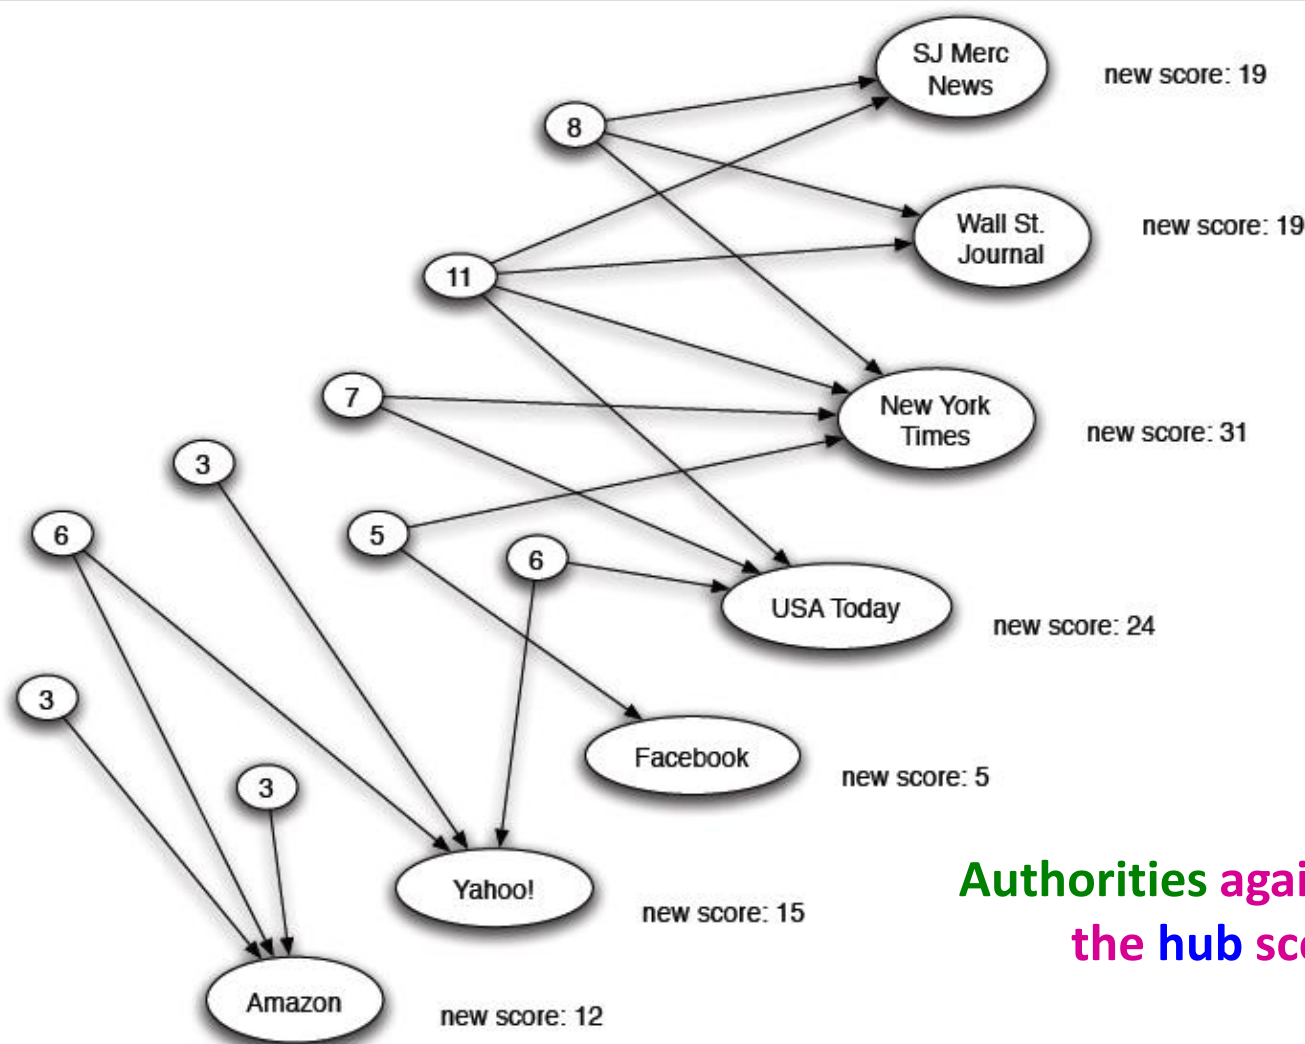 SJ Merc
News
new score: 19
8
Wall St.
Journal
new score: 19
11
7
New York
Times
new score: 31
3
6
5
6
USA Today
new score: 24
3
Facebook
new score: 5
3
Yahoo!
new score: 15
Authorities
the hub
Amazon
new score: 12